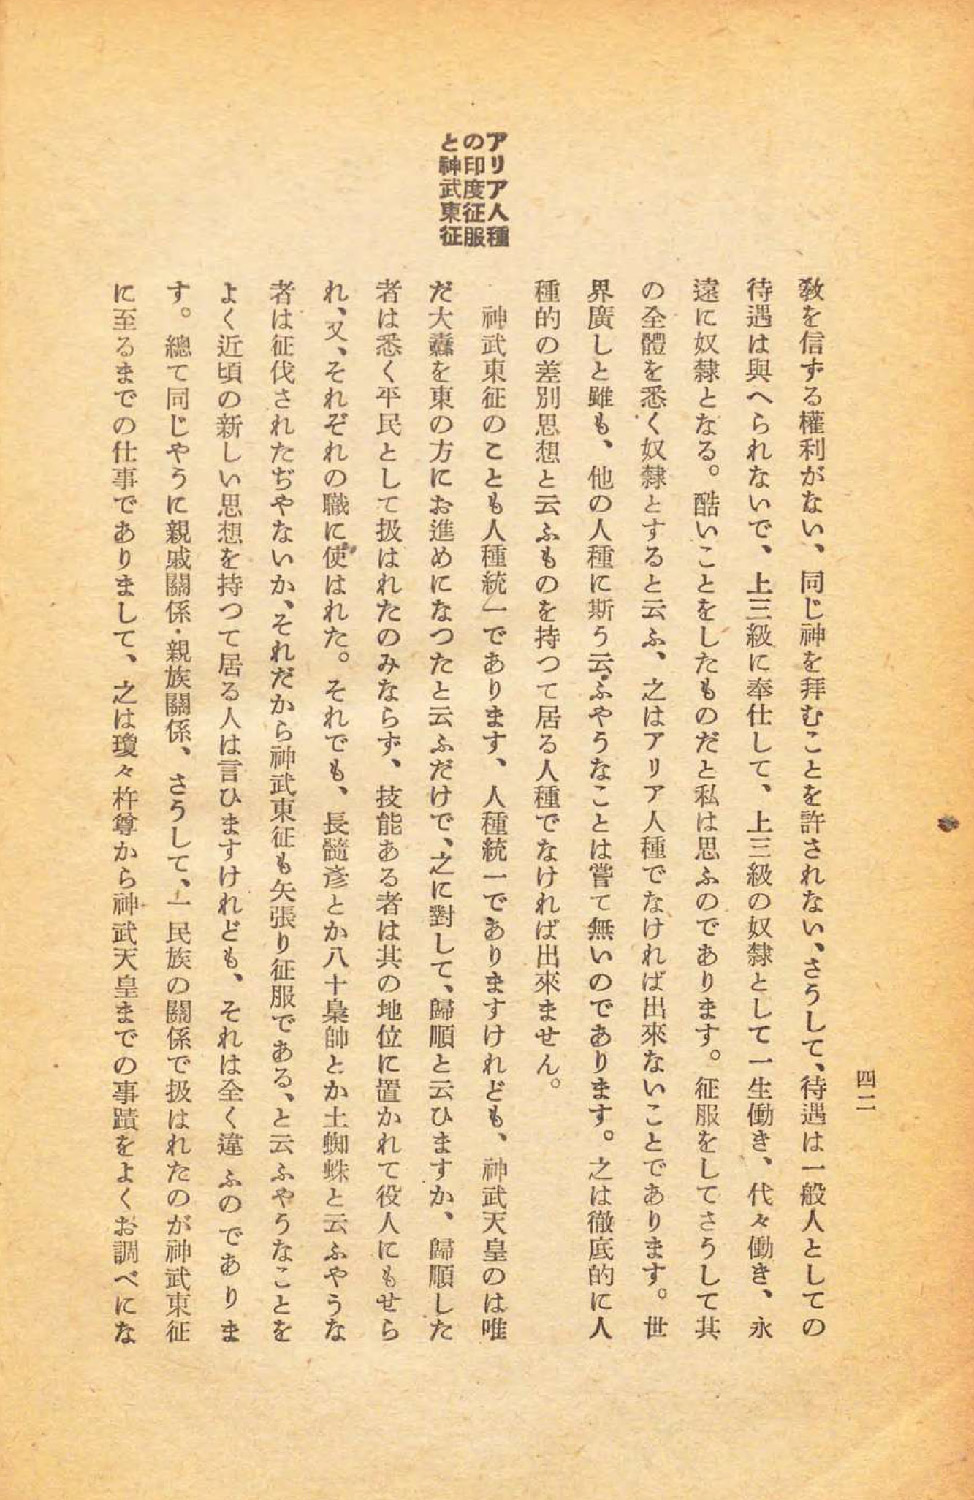 四二
教を信ずる權利がない、同じ神を拜むことを許されない、さうして、待遇は一般人としての
待遇は與へられないで、上三級に奉仕して、上三級の奴隷として一生働き、代々働き、永
遠に奴隷となる。酷いことをしたものだと私は思ふのであります。征服をしてさうして其
の全體を悉く奴隷とすると云ふ、之はアリア人種でなければ出來ないことであります。世
界廣しと雖も、他の人種に斯う云ふやうなことは嘗て無いのであります。之は徹底的に人
種的の差別思想と云ふものを持つて居る人種でなければ出來ません。
アリア人種
の印度征服
と神武東征
神武東征のことも人種統一であります、人種統一でありますけれども、神武天皇のは唯
だ大纛を東の方にお進めになつたと云ふだけで、之に對して、歸順と云ひますか、歸順した
者は悉く平民として扱はれたのみならず、技能ある者は其の地位に置かれて役人にもせら
れ、又、それぞれの職に使はれた。それでも、長髓彦とか八十梟帥とか土蜘蛛と云ふやうな
者は征伐されたぢやないか、それだから神武東征も矢張り征服である、と云ふやうなことを
よく近頃の新しい思想を持つて居る人は言ひますけれども、それは全く違ふのでありま
す。總て同じやうに親戚關係・親族關係、さうして、一民族の關係で扱はれたのが神武東征
に至るまでの仕事でありまして、之は瓊々杵尊から神武天皇までの事蹟をよくお調べにな